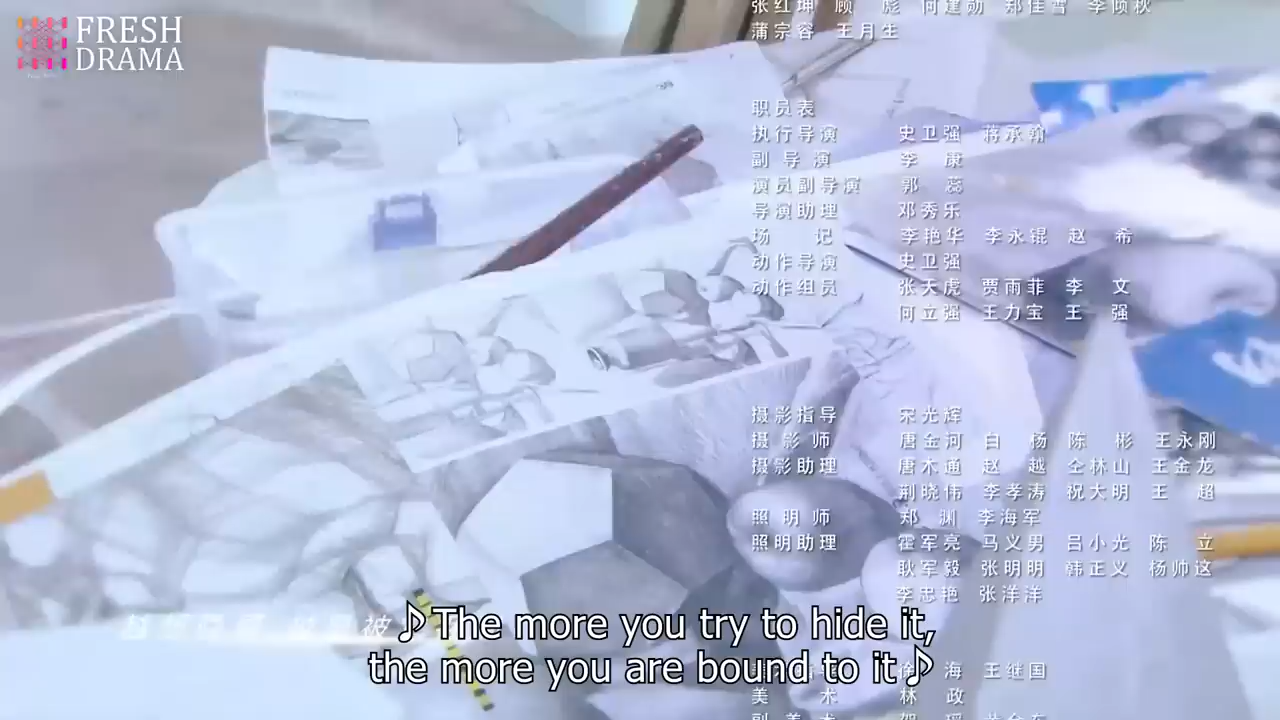 FRESH
DRAMA
张红坤 顾 彪 何建勋 郑佳雪 李倾秋
蒲宗容 王月生
职员表
执行导演 史卫强 蒋承翰
副导演 李 康
演员副导演 郭 蕊
导演助理 邓秀乐
场 记 李艳华 李永锟 赵 希
动作导演 史卫强
动作组员 张天虎 贾雨菲 李 文
何立强 王力宝 王 强
摄影指导 宋光辉
摄影师 唐金河 白 杨 陈 彬 王永刚
摄影助理 唐木通 赵 越 仝林山 王金龙
荆晓伟 李孝涛 祝大明 王 超
照明师 郑 渊 李海军
照明助理 霍军亮 马义男 吕小光 陈 立
耿军毅 张明明 韩正义 杨帅这
李忠艳 张洋洋
♪The more you try to hide it,
the more you are bound to it♪
海 王继国
美 术 林 政